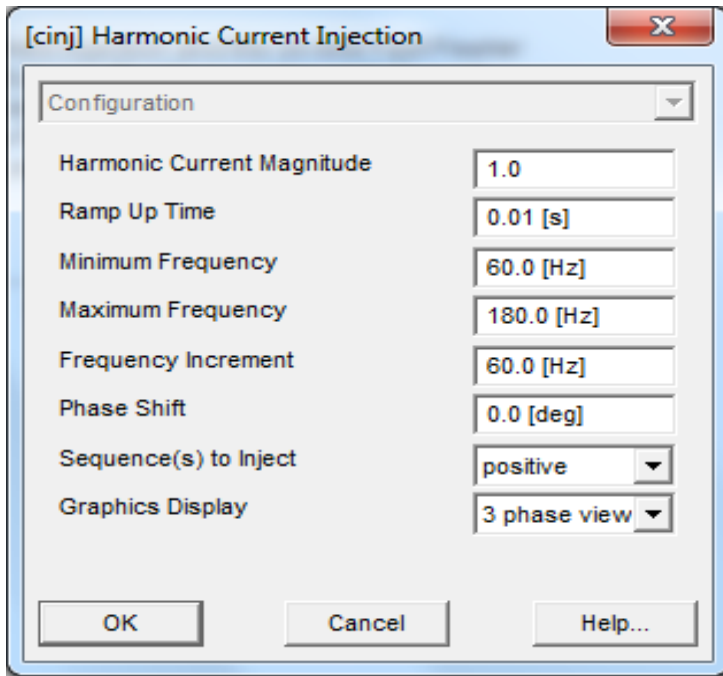 [cinj] Harmonic Current Injection
Configuration
Harmonic Current Magnitude 1.0
Ramp Up Time 0.01 [s]
Minimum Frequency 60.0 [Hz]
Maximum Frequency 180.0 [Hz]
Frequency Increment 60.0 [Hz]
Phase Shift 0.0 [deg]
Sequence(s) to Inject positive
Graphics Display 3 phase view
OK Cancel Help...